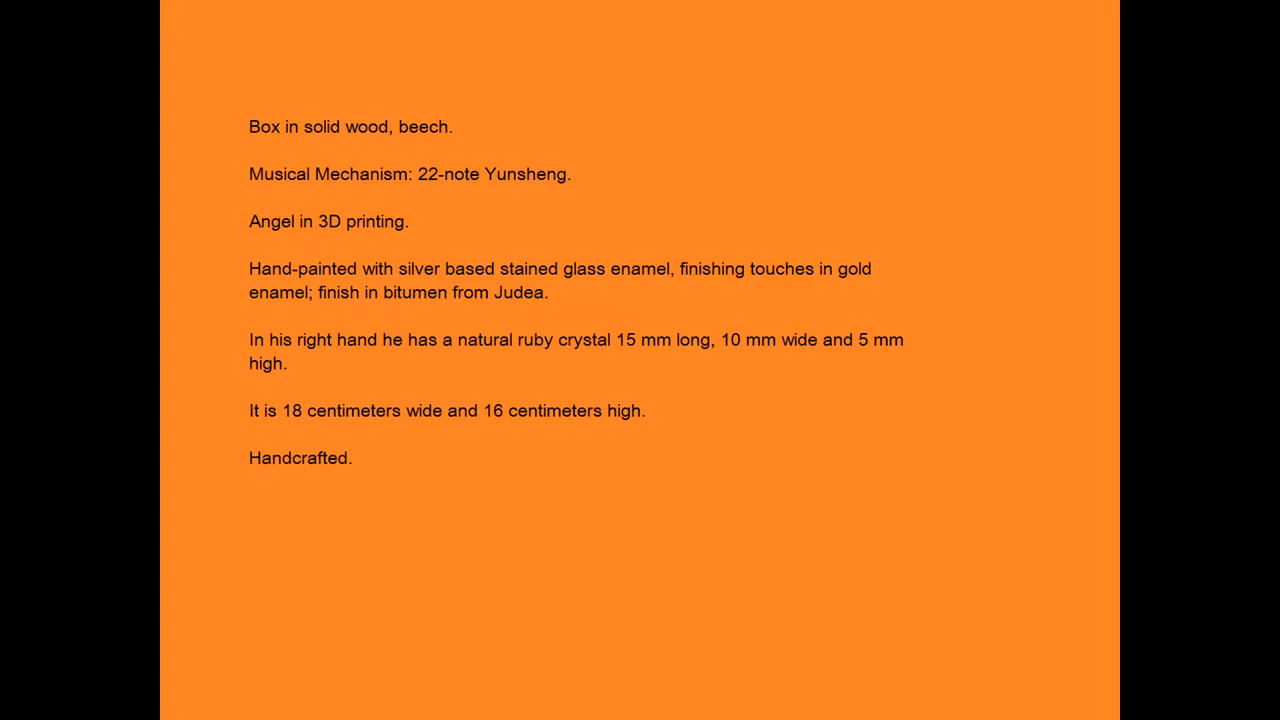 Box in solid wood, beech.
Musical Mechanism: 22-note Yunsheng.
Angel in 3D printing.
Hand-painted with silver based stained glass enamel, finishing touches in gold
enamel; finish in bitumen from Judea.
In his right hand he has a natural ruby crystal 15 mm long, 10 mm wide and 5 mm
high.
It is 18 centimeters wide and 16 centimeters high.
Handcrafted.